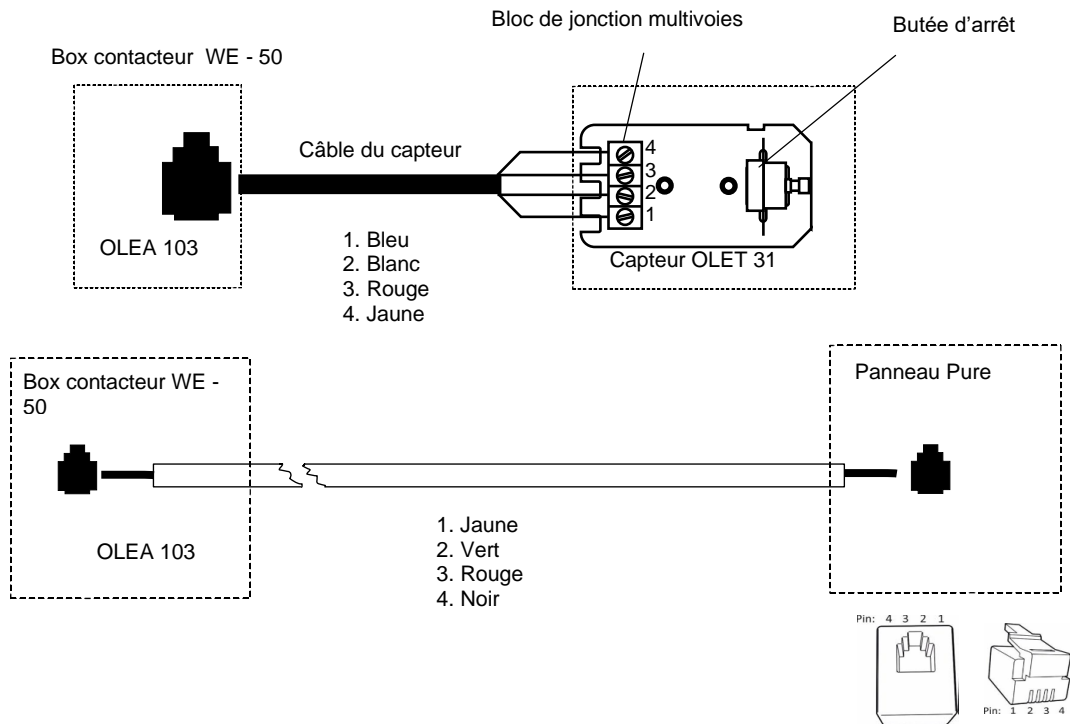 Bloc de jonction multivoies
Butée d’arrêt
Box contacteur WE - 50
Câble du capteur
4
3
2
1
OLEA 103
Capteur OLET 31
1. Bleu
2. Blanc
3. Rouge
4. Jaune
Box contacteur WE -
50
Panneau Pure
OLEA 103
1. Jaune
2. Vert
3. Rouge
4. Noir
Pin: 4 3 2 1
Pin: 1 2 3 4